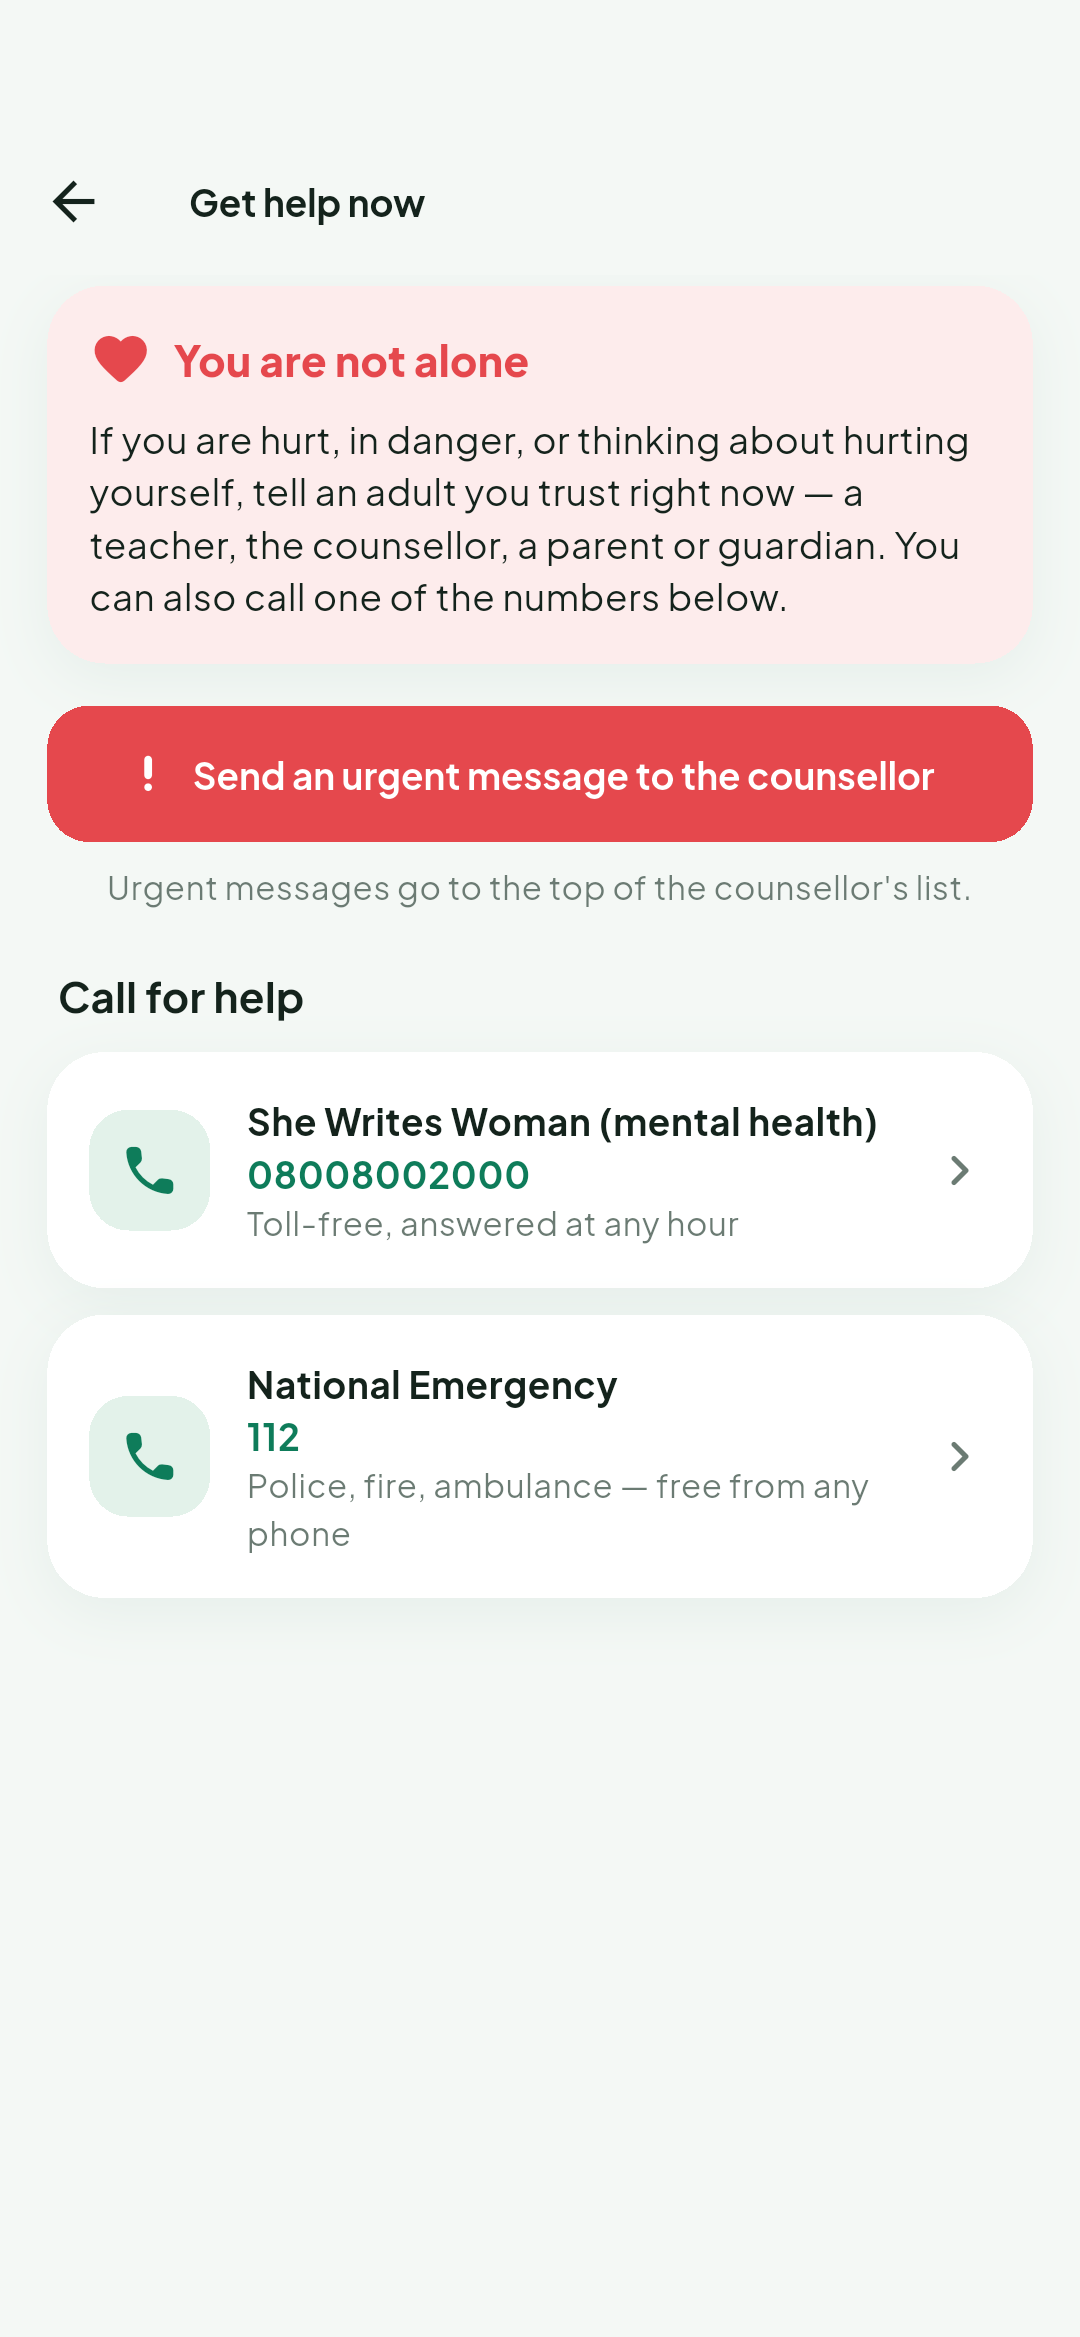 Get help now
You are not alone
If you are hurt, in danger, or thinking about hurting
yourself, tell an adult you trust right now — a
teacher, the counsellor, a parent or guardian. You
can also call one of the numbers below.
Send an urgent message to the counsellor
Urgent messages go to the top of the counsellor's list.
Call for help
She Writes Woman (mental health)
08008002000
Toll-free, answered at any hour
National Emergency
112
Police, fire, ambulance — free from any
phone